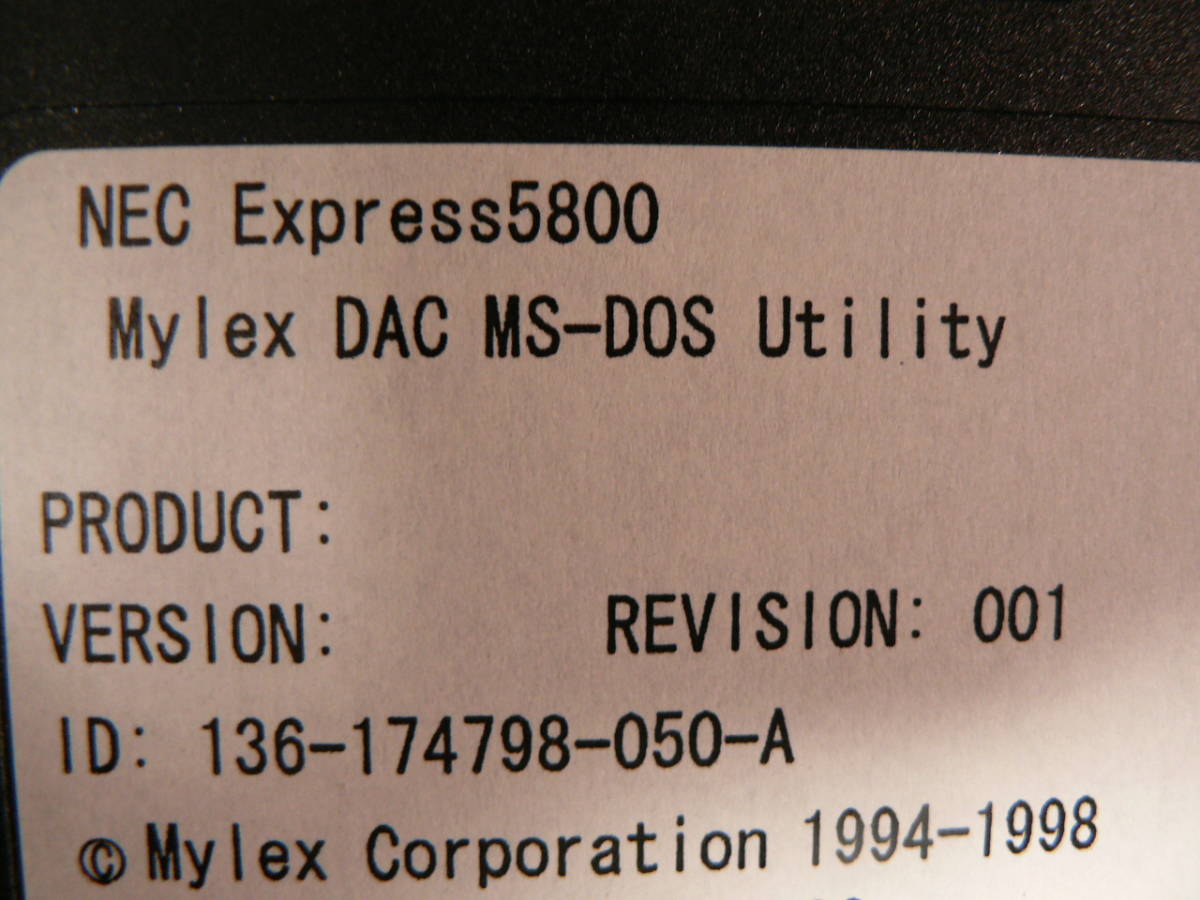 NEC Express5800
Mylex DAC MS-DOS Utility
PRODUCT:
VERSION: REVISION: 001
ID: 136-174798-050-A
© Mylex Corporation 1994-1998